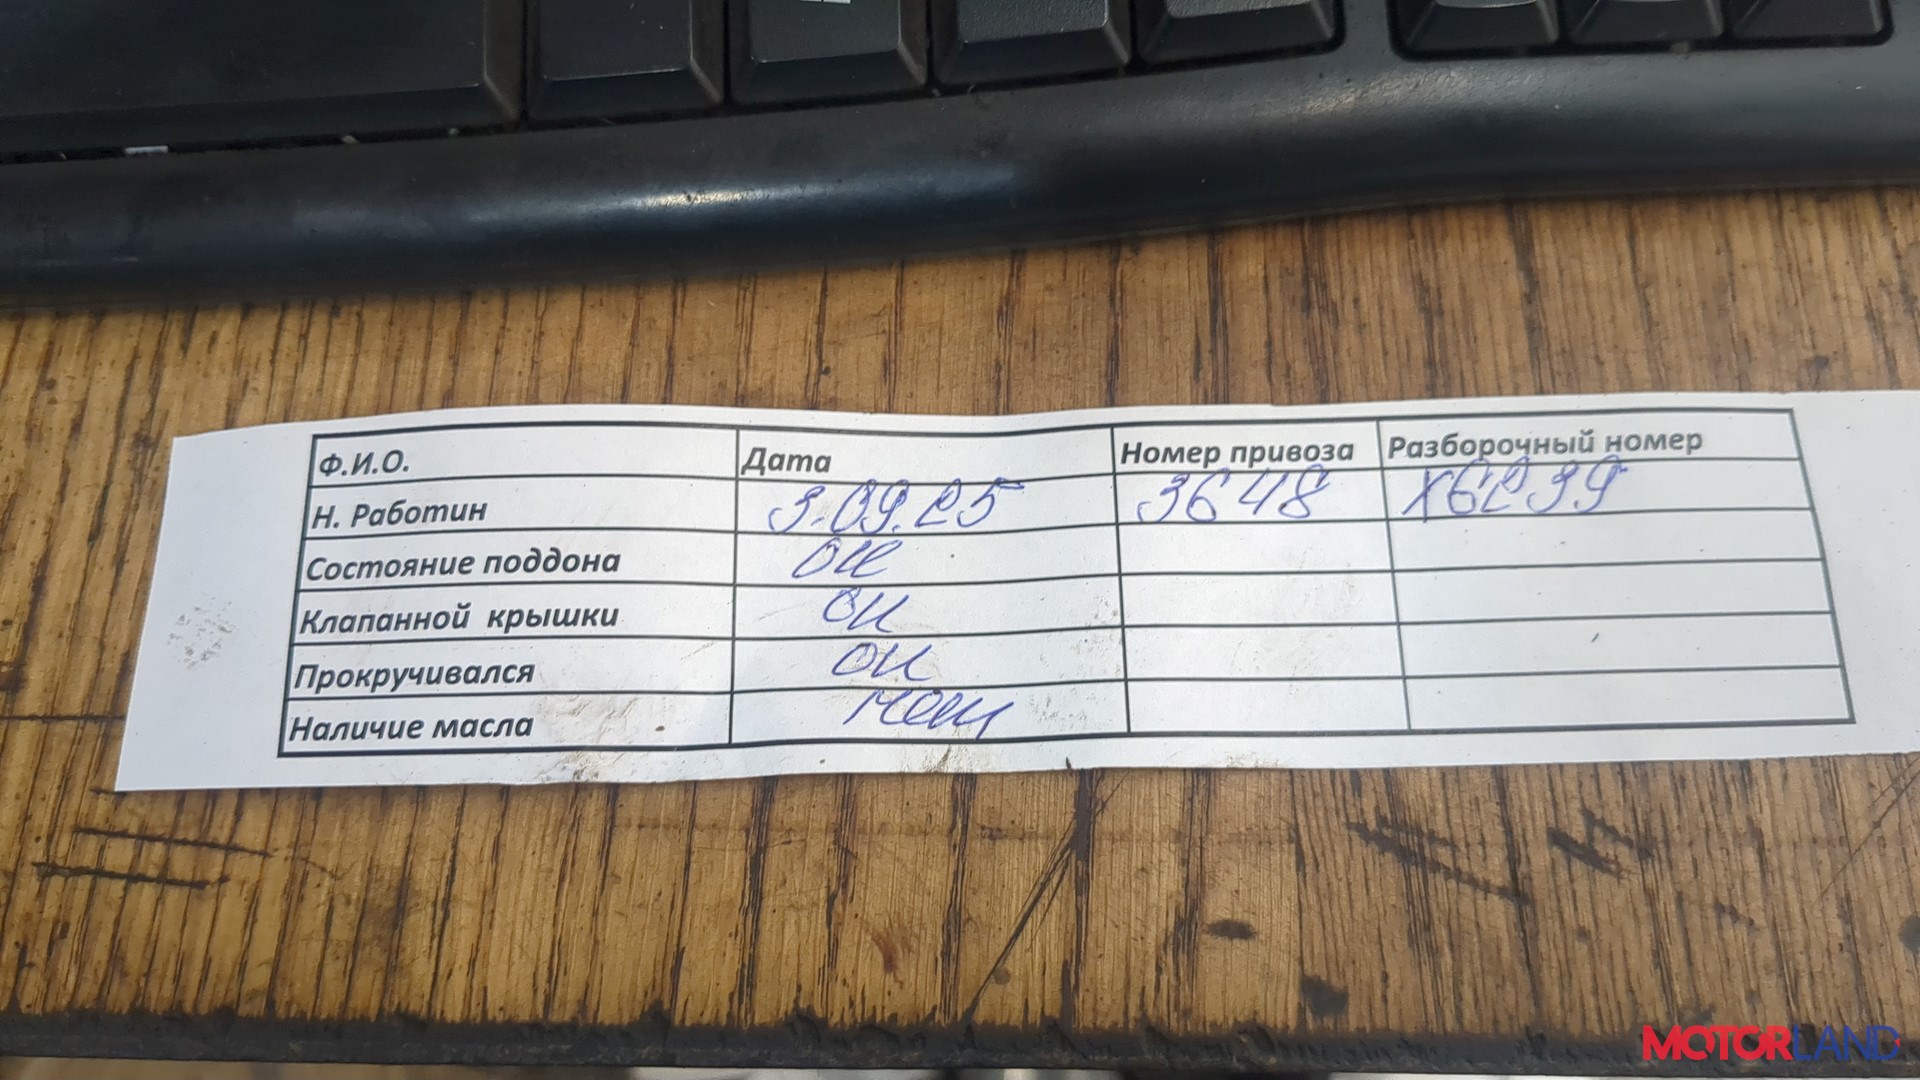 Ф.И.О. Дата Номер привоза Разборочный номер
Н. Работин 3.09.25 3648 Х6239
Состояние поддона ок
Клапанной крышки ок
Прокручивался ок
Наличие масла
MOTORLAND